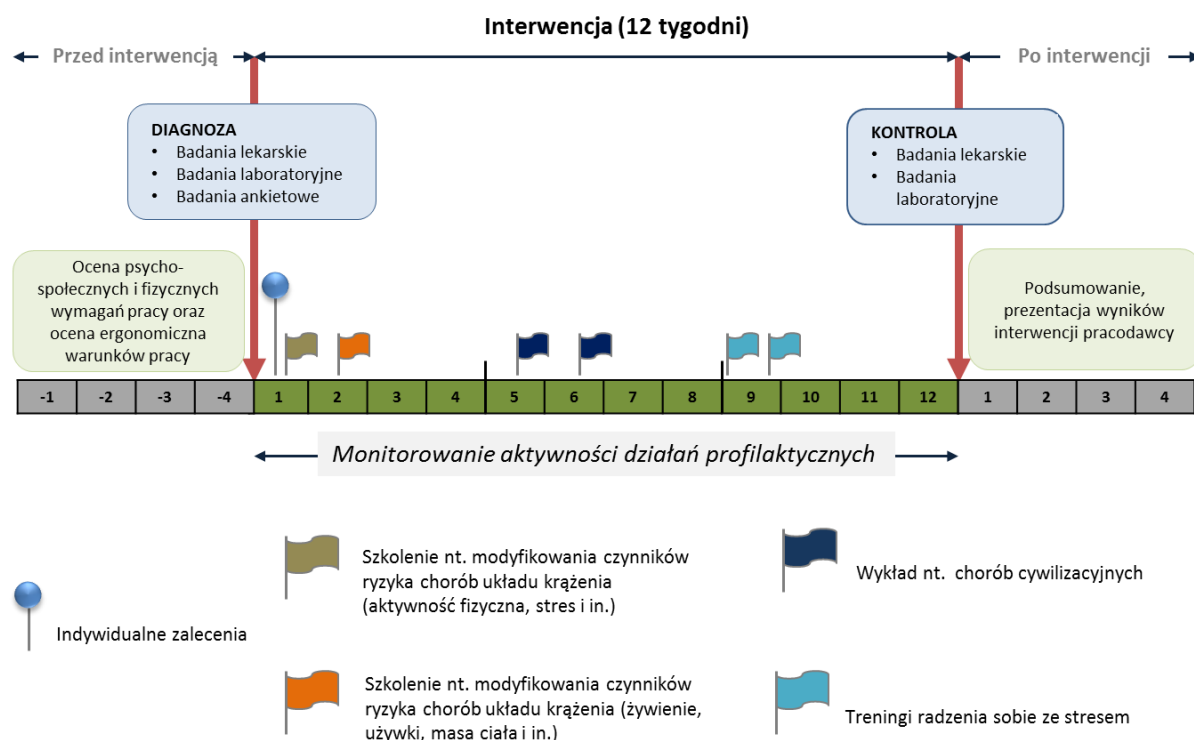 Interwencja (12 tygodni)
Przed interwencją
Po interwencji
DIAGNOZA
• Badania lekarskie
• Badania laboratoryjne
• Badania ankietowe
KONTROLA
• Badania lekarskie
• Badania
laboratoryjne
Ocena psycho-
społecznych i fizycznych
wymagań pracy oraz
ocena ergonomiczna
warunków pracy
Podsumowanie,
prezentacja wyników
interwencji pracodawcy
-1 -2 -3 -4 1 2 3 4 5 6 7 8 9 10 11 12 1 2 3 4
Monitorowanie aktywności działań profilaktycznych
Indywidualne zalecenia
Szkolenie nt. modyfikowania czynników
ryzyka chorób układu krążenia
(aktywność fizyczna, stres i in.)
Wykład nt. chorób cywilizacyjnych
Szkolenie nt. modyfikowania czynników
ryzyka chorób układu krążenia (żywienie,
używki, masa ciała i in.)
Treningi radzenia sobie ze stresem